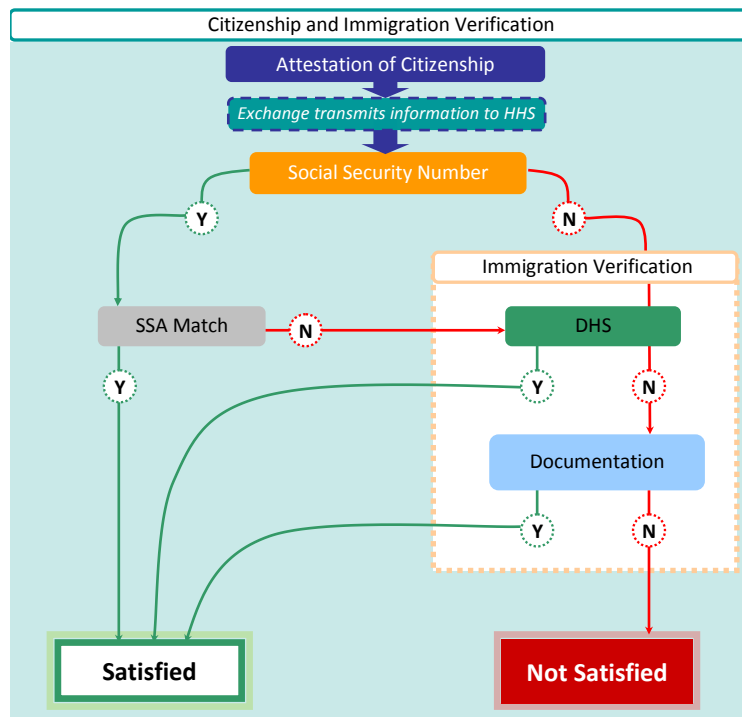 Citizenship and Immigration Verification
Attestation of Citizenship
Exchange transmits information to HHS
Social Security Number
Y
N
Immigration Verification
SSA Match
N
DHS
Y
Y
N
Documentation
Y
N
Satisfied
Not Satisfied